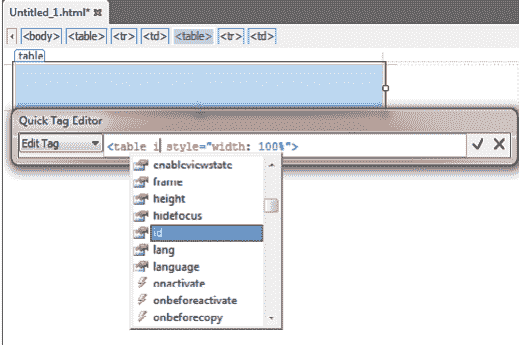 Untitled_1.html*
<body> <table> <tr> <td> <table> <tr> <td>
table
Quick Tag Editor
Edit Tag
<table i style="width: 100%">
enableviewstate
frame
height
hidefocus
id
lang
language
onactivate
onbeforeactivate
onbeforecopy